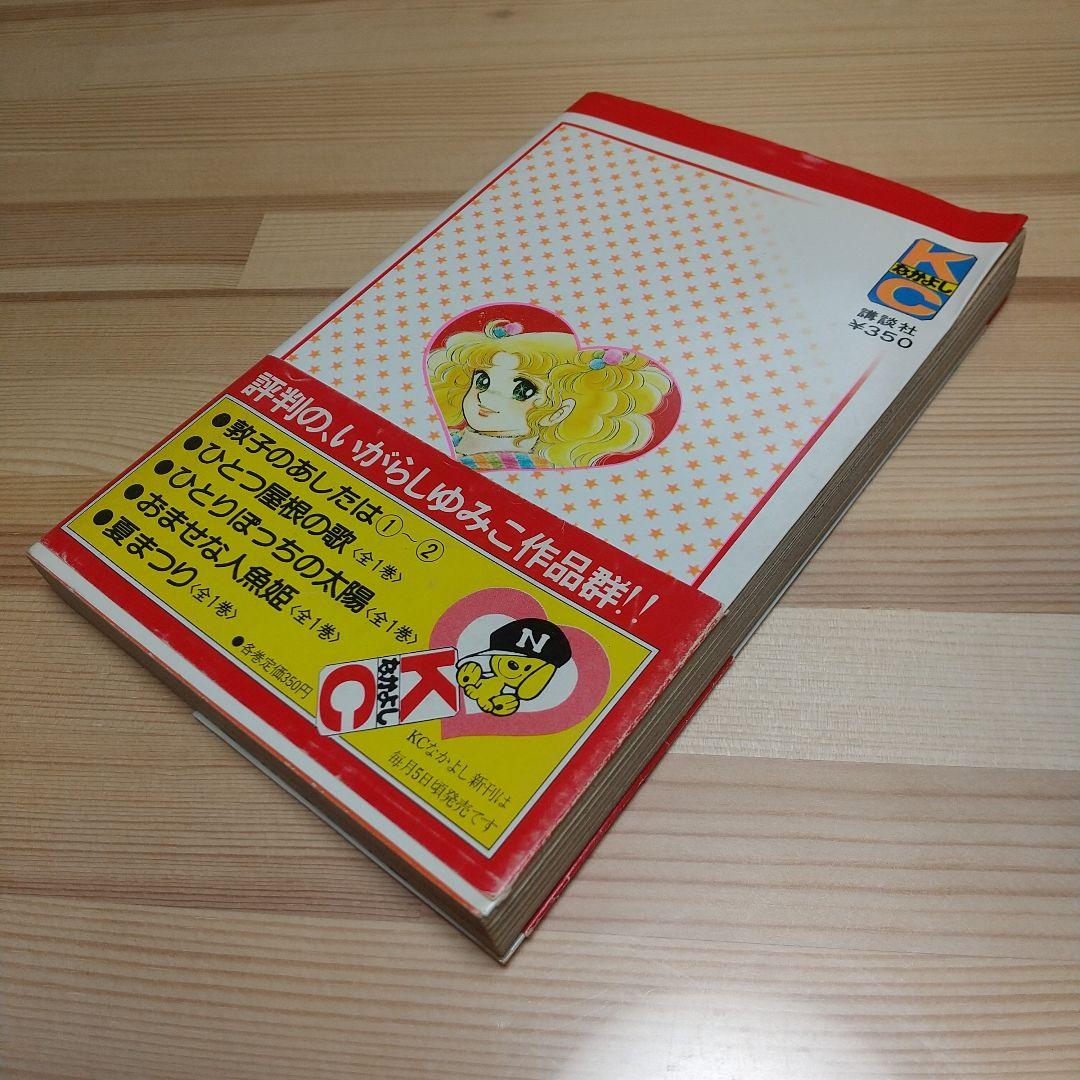 K
なかよし
C
講談社
¥350
評判の、いがらしゆみこ作品群!!
●敦子のあしたは①〜②
●ひとつ屋根の歌〈全1巻〉
●ひとりぼっちの太陽〈全1巻〉
●おませな人魚姫〈全1巻〉
●夏まつり〈全1巻〉
●各巻定価350円
N
K
なかよし
C
KCなかよし新刊は
毎月5日頃発売です